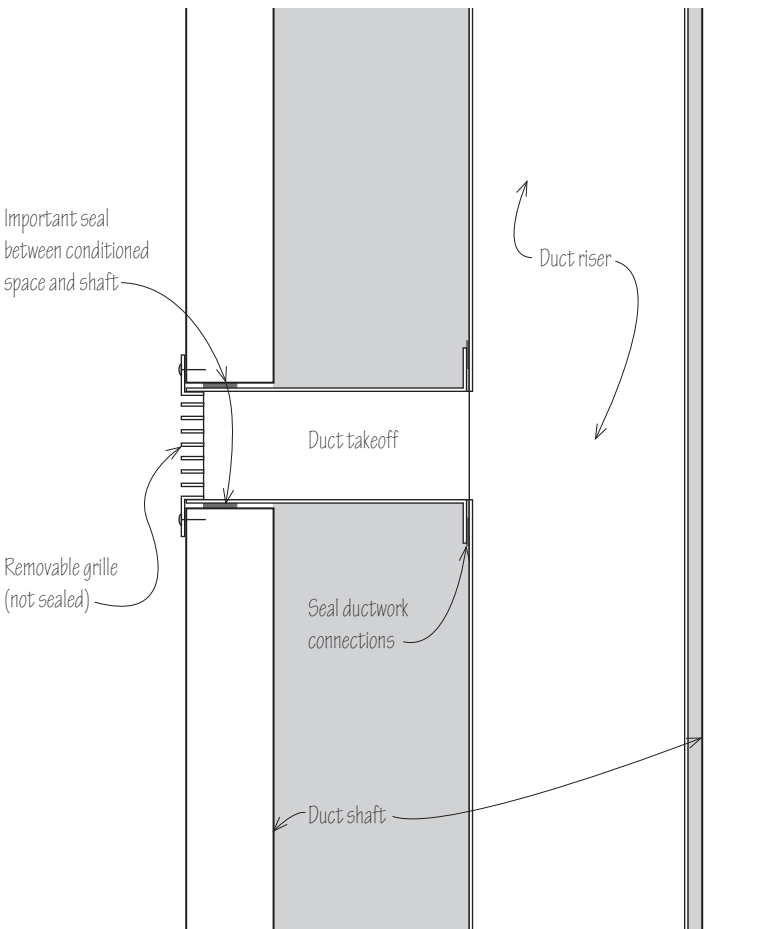 Important seal
between conditioned
space and shaft
Duct riser
Duct takeoff
Removable grille
(not sealed)
Seal ductwork
connections
Duct shaft